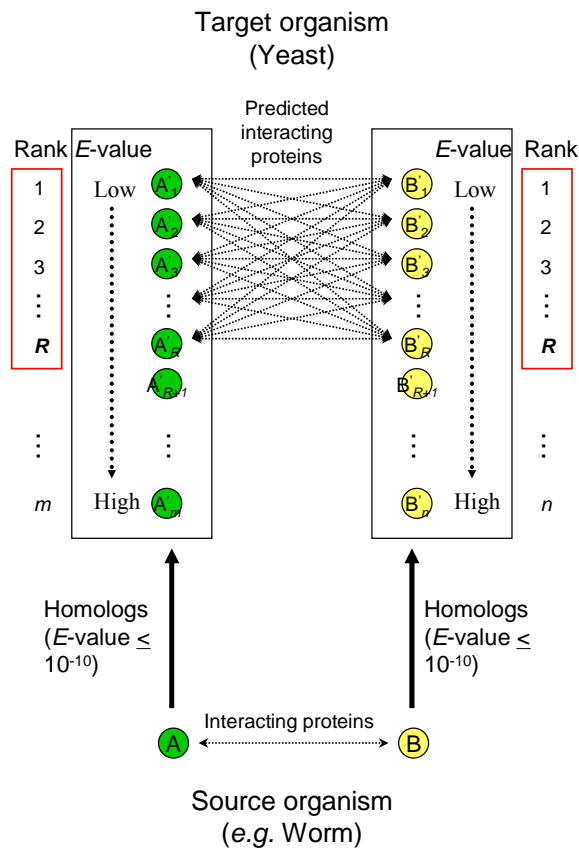 Target organism
(Yeast)
Predicted
interacting
proteins
Rank
E-value
E-value
Rank
1
Low
A'1
B'1
Low
1
2
A'2
B'2
2
3
A'3
B'3
3
⋮
⋮
⋮
⋮
R
A'R
B'R
R
A'R+1
B'R+1
⋮
⋮
⋮
⋮
m
High
A'm
B'n
High
n
Homologs
(E-value ≤
10-10)
Homologs
(E-value ≤
10-10)
Interacting proteins
A
B
Source organism
(e.g. Worm)